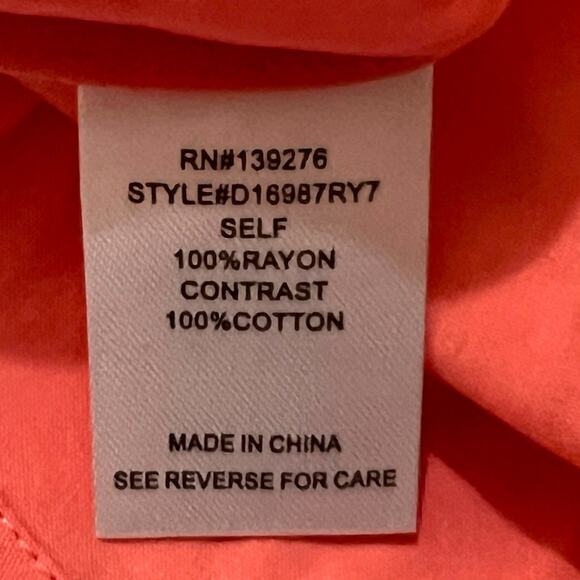 RN#139276
STYLE#D16987RY7
SELF
100%RAYON
CONTRAST
100%COTTON
MADE IN CHINA
SEE REVERSE FOR CARE